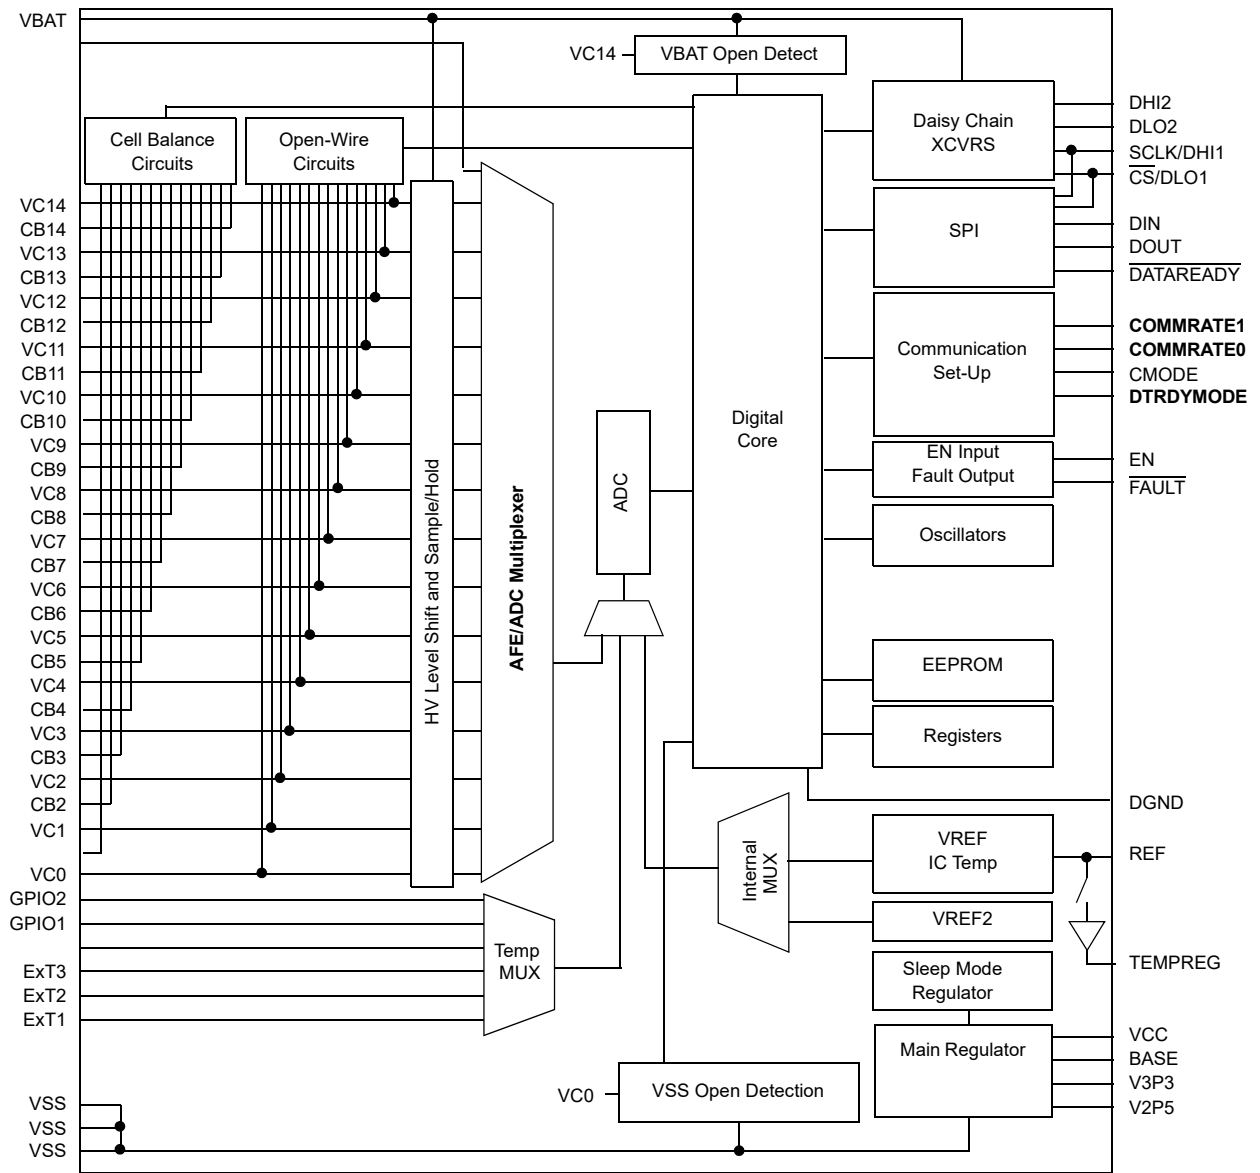 VBAT
VC14
VBAT Open Detect
Cell Balance
Circuits
Open-Wire
Circuits
Daisy Chain
XCVRS
DHI2
DLO2
SCLK/DHI1
CS/DLO1
SPI
DIN
DOUT
DATAREADY
Communication
Set-Up
COMMRATE1
COMMRATE0
CMODE
DTRDYMODE
EN Input
Fault Output
EN
FAULT
Oscillators
EEPROM
Registers
DGND
VC14
CB14
VC13
CB13
VC12
CB12
VC11
CB11
VC10
CB10
VC9
CB9
VC8
CB8
VC7
CB7
VC6
CB6
VC5
CB5
VC4
CB4
VC3
CB3
VC2
CB2
VC1
VC0
GPIO2
GPIO1
ExT3
ExT2
ExT1
HV Level Shift and Sample/Hold
AFE/ADC Multiplexer
ADC
Digital
Core
Temp
MUX
Internal
MUX
VREF
IC Temp
REF
VREF2
TEMPREG
Sleep Mode
Regulator
Main Regulator
VCC
BASE
V3P3
V2P5
VC0
VSS Open Detection
VSS
VSS
VSS